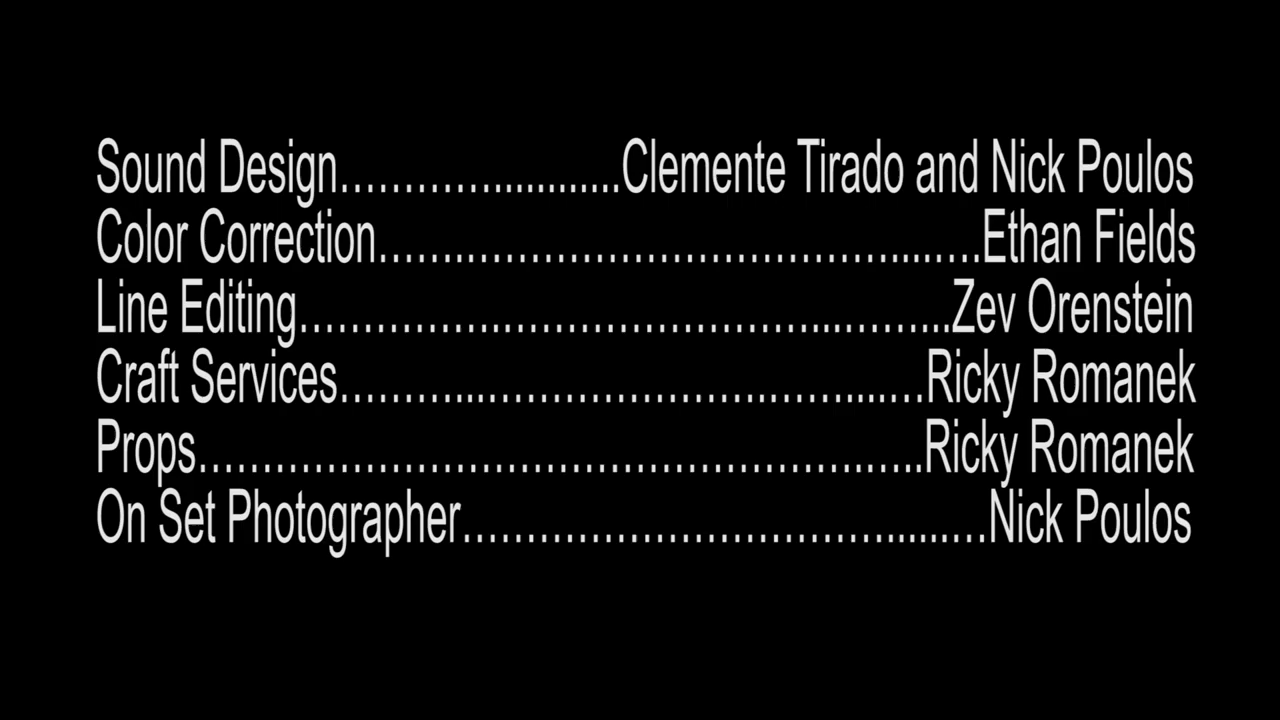 Sound Design……………...........Clemente Tirado and Nick Poulos
Color Correction……..…………………………………...….Ethan Fields
Line Editing………………..…………………………...……...Zev Orenstein
Craft Services…………...……………………….……....…Ricky Romanek
Props…………………………………………………………….…..Ricky Romanek
On Set Photographer……………………………………......…Nick Poulos